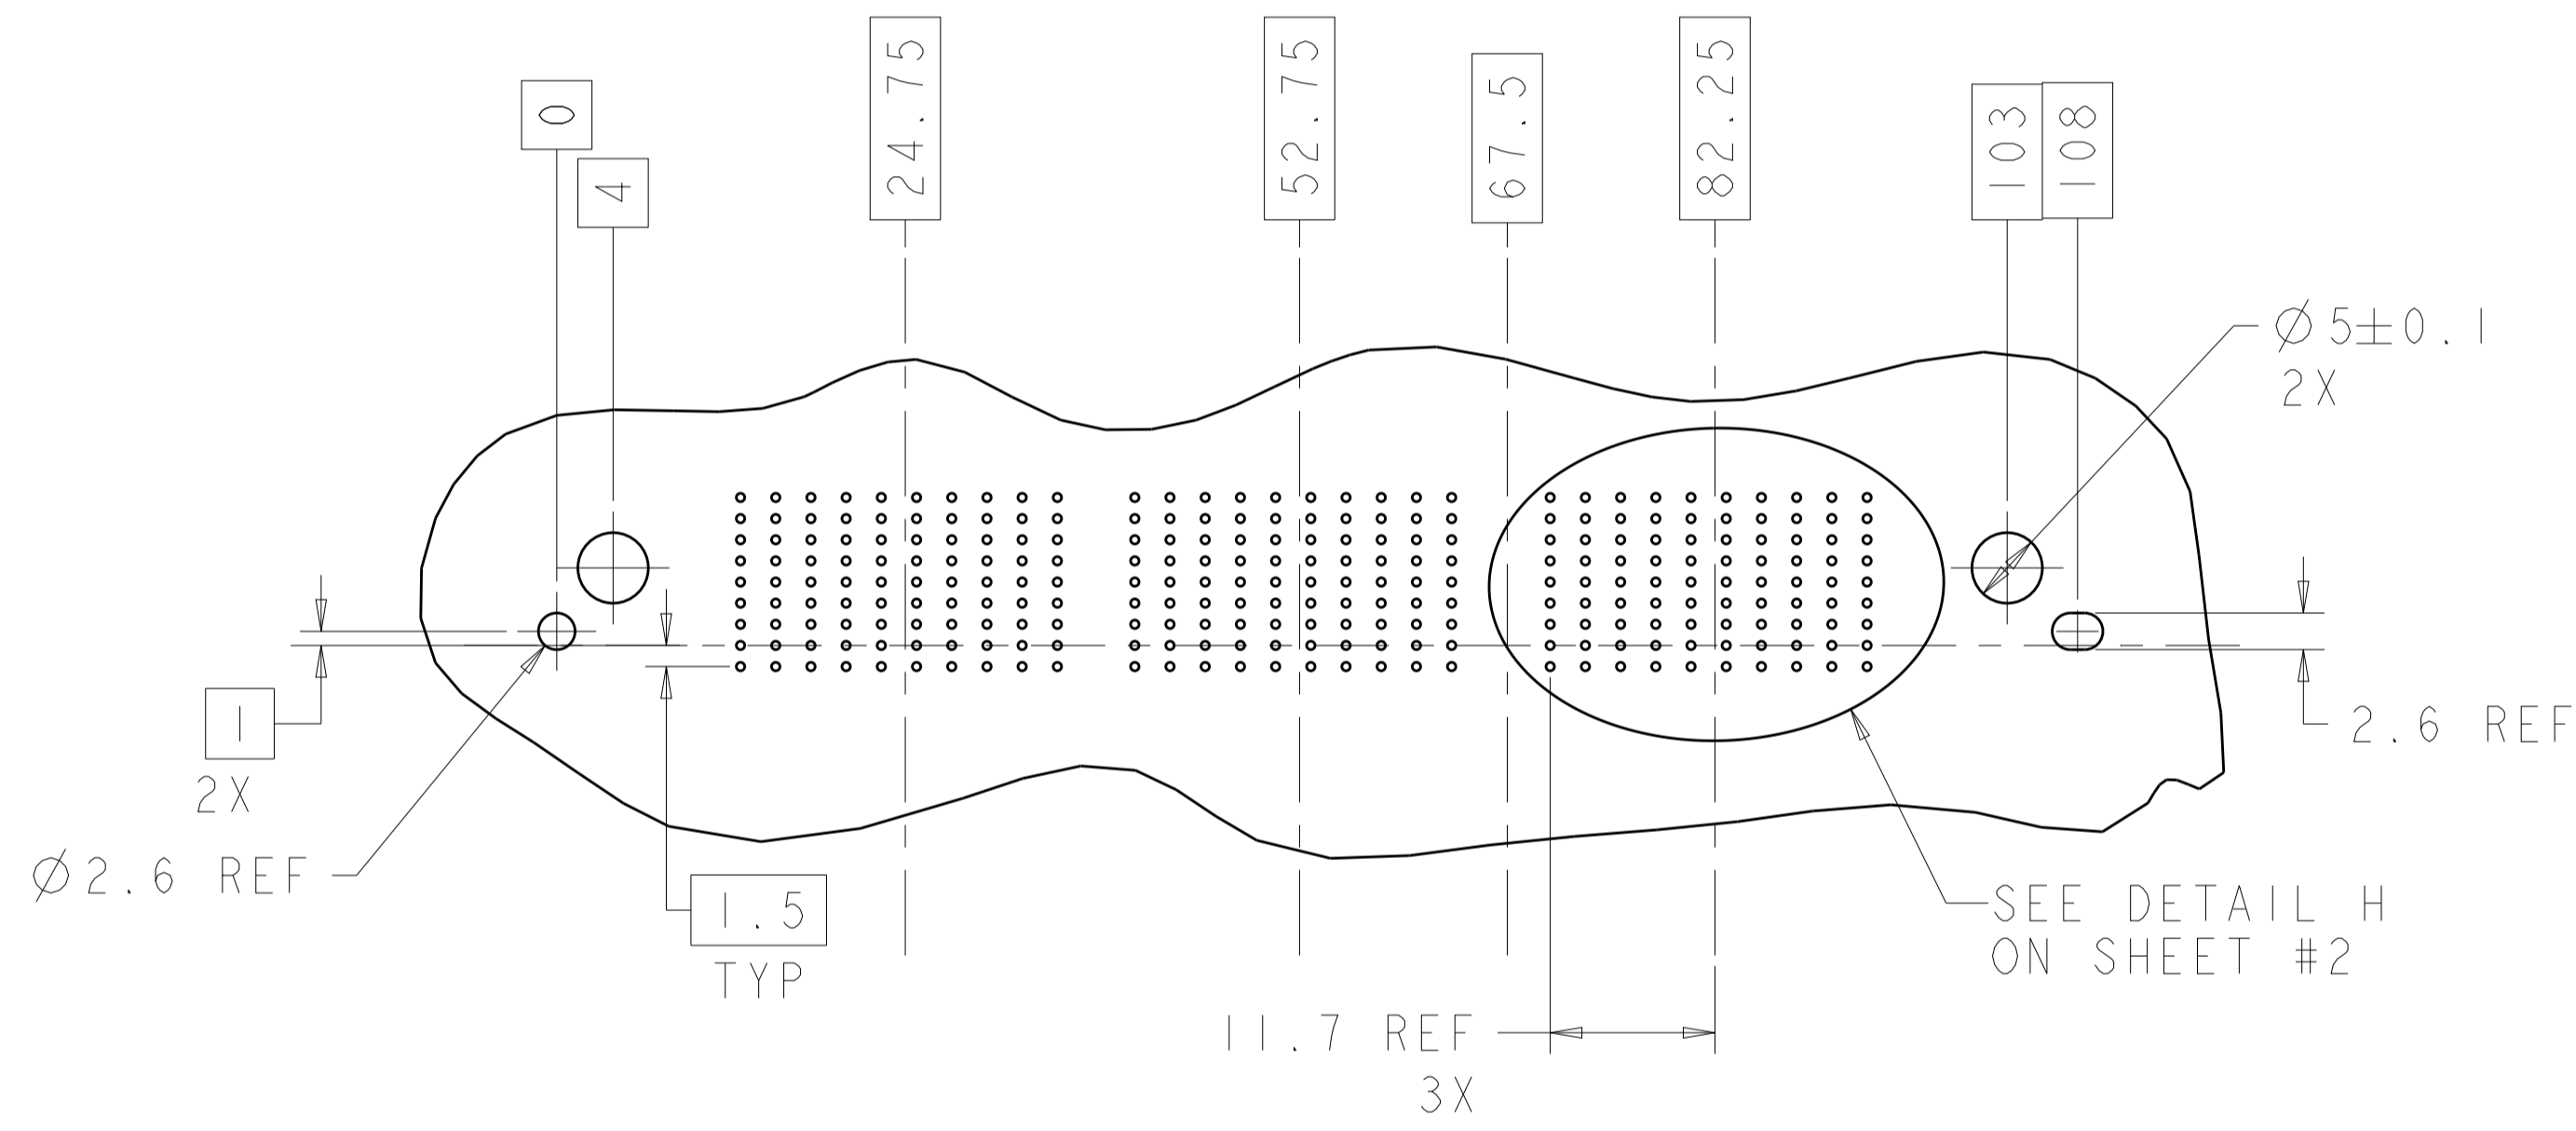 0
4
24.75
52.75
67.5
82.25
103
108
Ø5±0.1
2X
1
2X
Ø2.6 REF
1.5
TYP
2.6 REF
SEE DETAIL H
ON SHEET #2
11.7 REF
3X